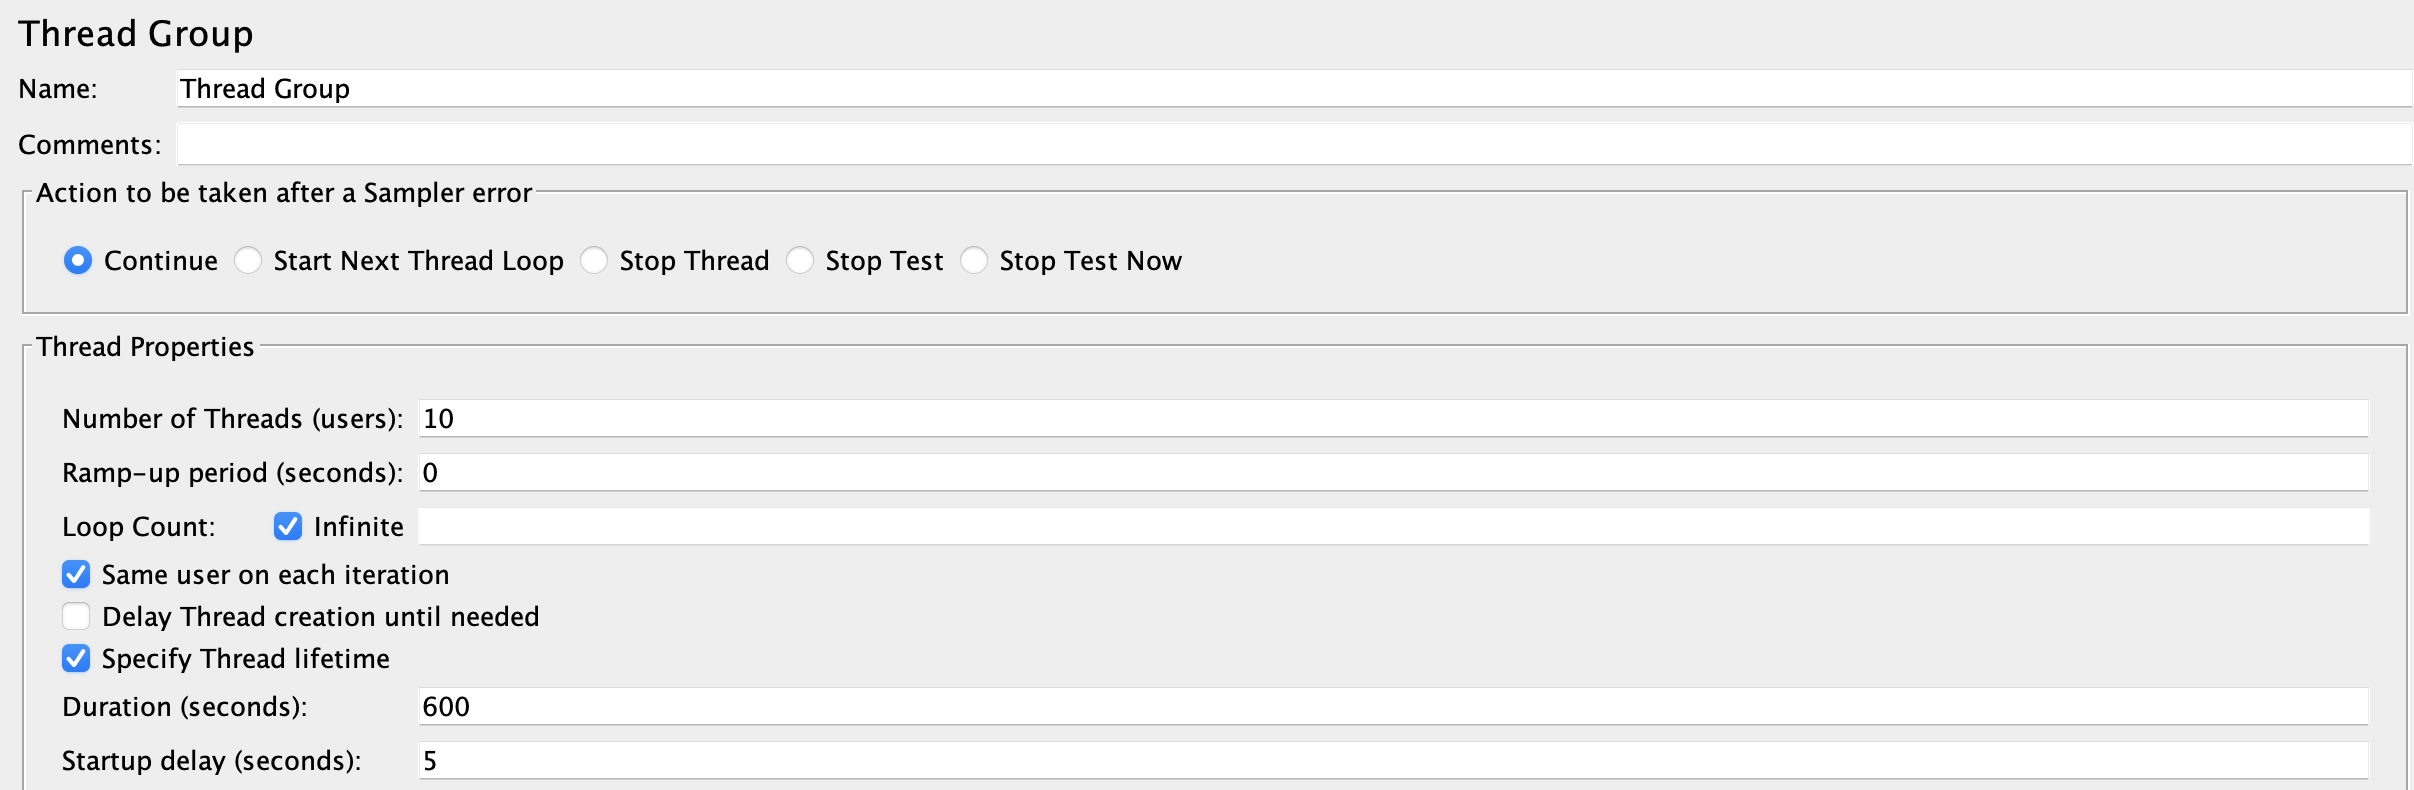 Thread Group
Name: Thread Group
Comments:
Action to be taken after a Sampler error
Continue Start Next Thread Loop Stop Thread Stop Test Stop Test Now
Thread Properties
Number of Threads (users): 10
Ramp-up period (seconds): 0
Loop Count: Infinite
Same user on each iteration
Delay Thread creation until needed
Specify Thread lifetime
Duration (seconds): 600
Startup delay (seconds): 5